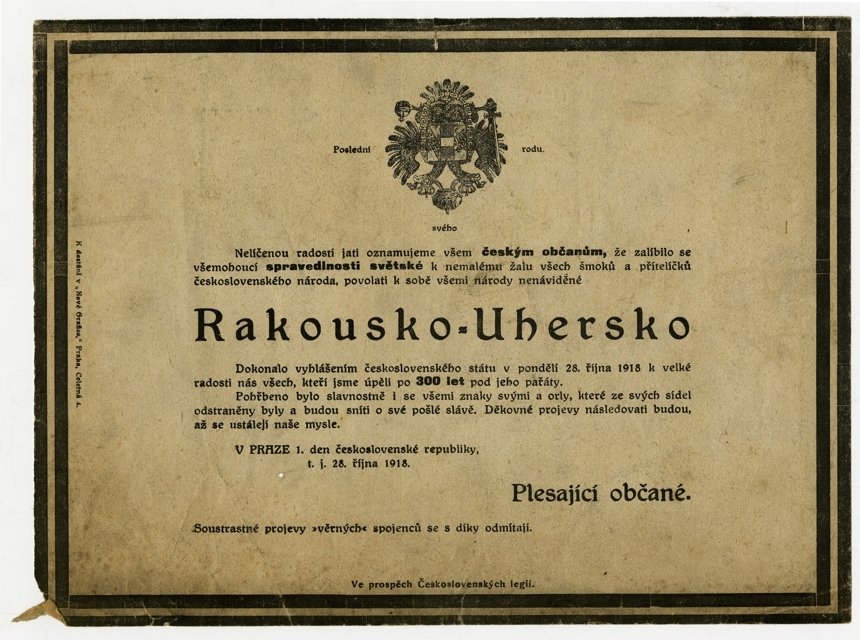 Poslední rodu.
svého
Nelíčenou radostí jati oznamujeme všem českým občanům, že zalíbilo se
všemohoucí spravedlnosti světské k nemalému žalu všech šmoků a přítelíčků
československého národa, povolati k sobě všemi národy nenáviděné
Rakousko-Uhersko
Dokonalo vyhlášením československého státu v pondělí 28. října 1918 k velké
radosti nás všech, kteří jsme úpěli po 300 let pod jeho pařáty.
Pohřbeno bylo slavnostně i se všemi znaky svými a orly, které ze svých sídel
odstraněny byly a budou sníti o své pošlé slávě. Děkovné projevy následovati budou,
až se ustálejí naše mysle.
V PRAZE 1. den československé republiky,
t. j. 28. října 1918.
Plesající občané.
Soustrastné projevy »věrných« spojenců se s díky odmítají.
Ve prospěch Československých legií.
K dostání v „Nové Grafice," Praha, Celetná 4.